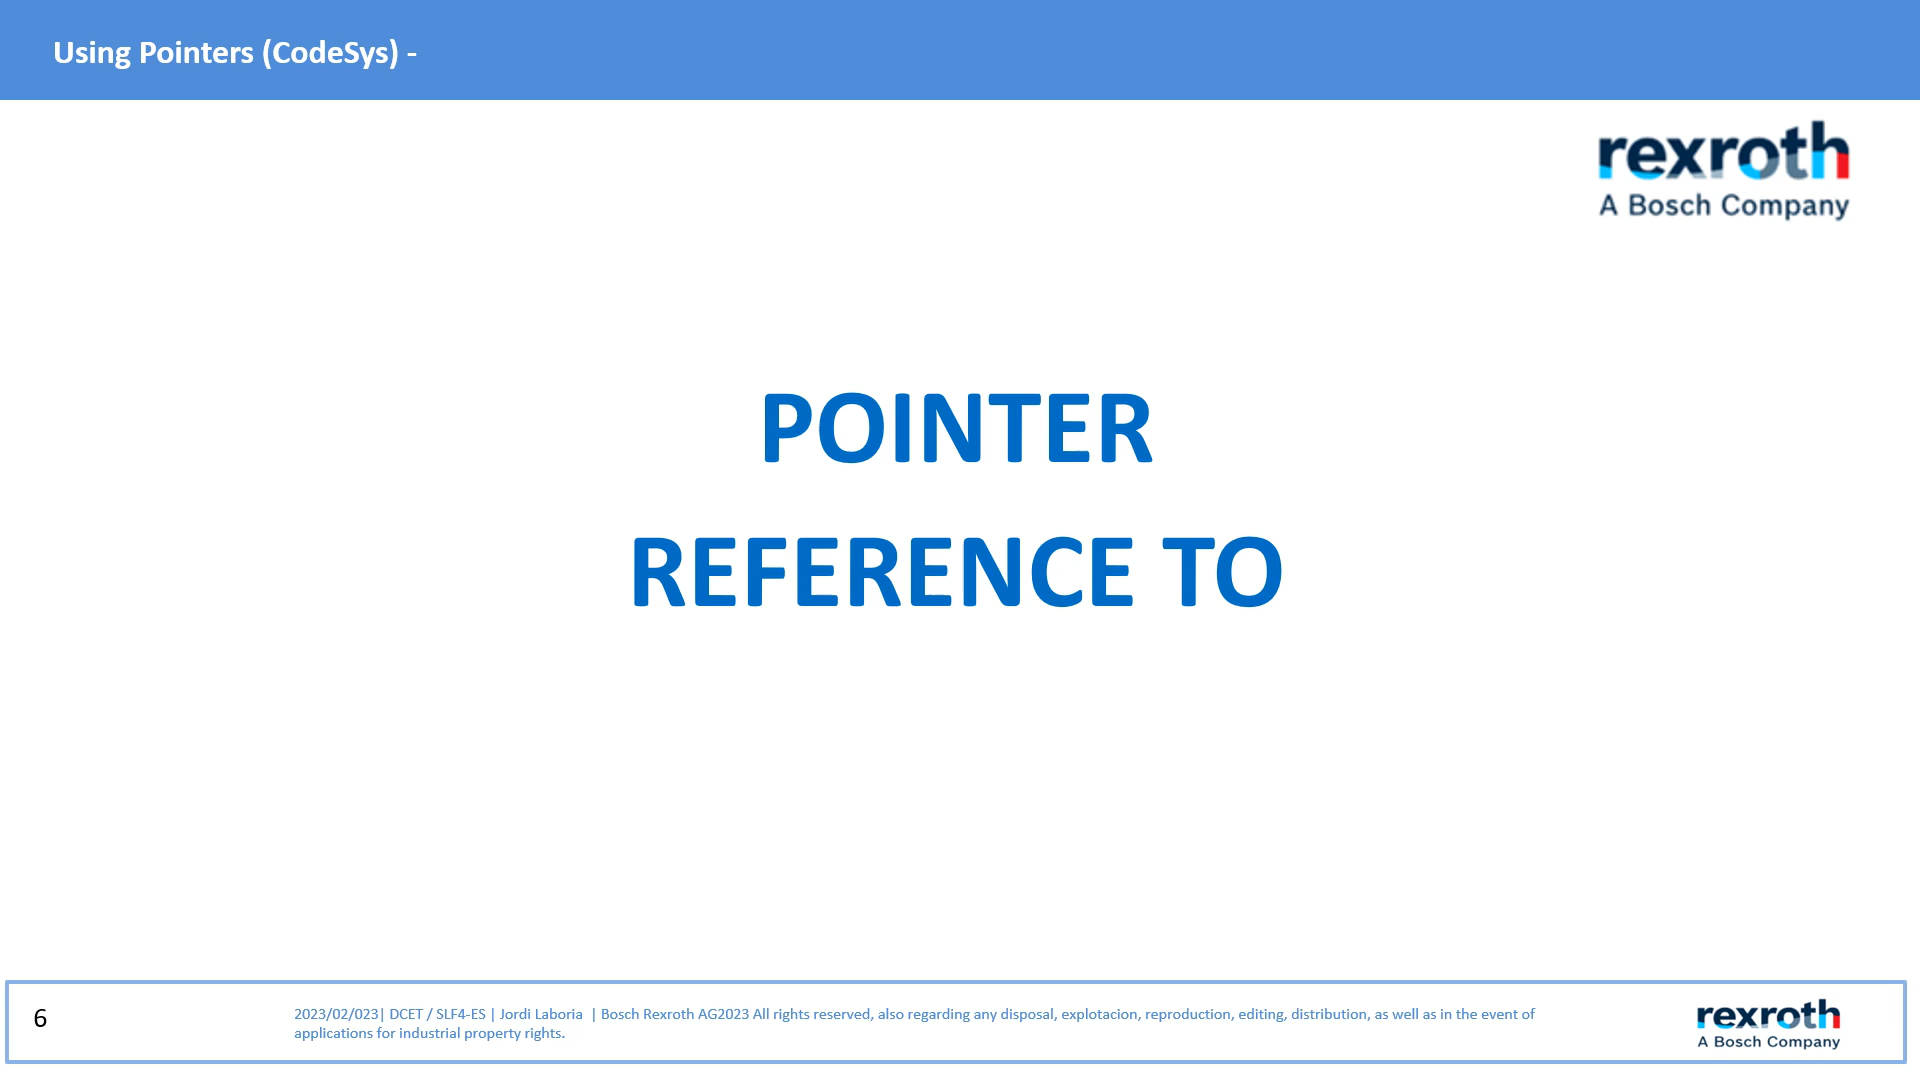 Using Pointers (CodeSys) -
rexroth
A Bosch Company
POINTER
REFERENCE TO
6
2023/02/023| DCET / SLF4-ES | Jordi Laboria | Bosch Rexroth AG2023 All rights reserved, also regarding any disposal, explotacion, reproduction, editing, distribution, as well as in the event of
applications for industrial property rights.
rexroth
A Bosch Company